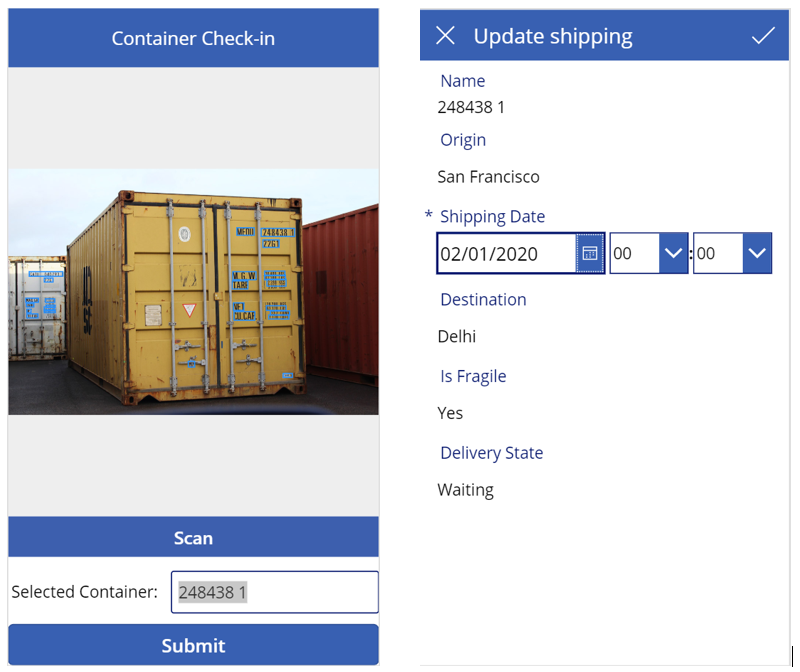 Container Check-in
MEDU 248438 1
22G1
M.G.W.
TARE
NET
CU.CAP.
Scan
Selected Container: 248438 1
Submit
Update shipping
Name
248438 1
Origin
San Francisco
* Shipping Date
02/01/2020 00 : 00
Destination
Delhi
Is Fragile
Yes
Delivery State
Waiting